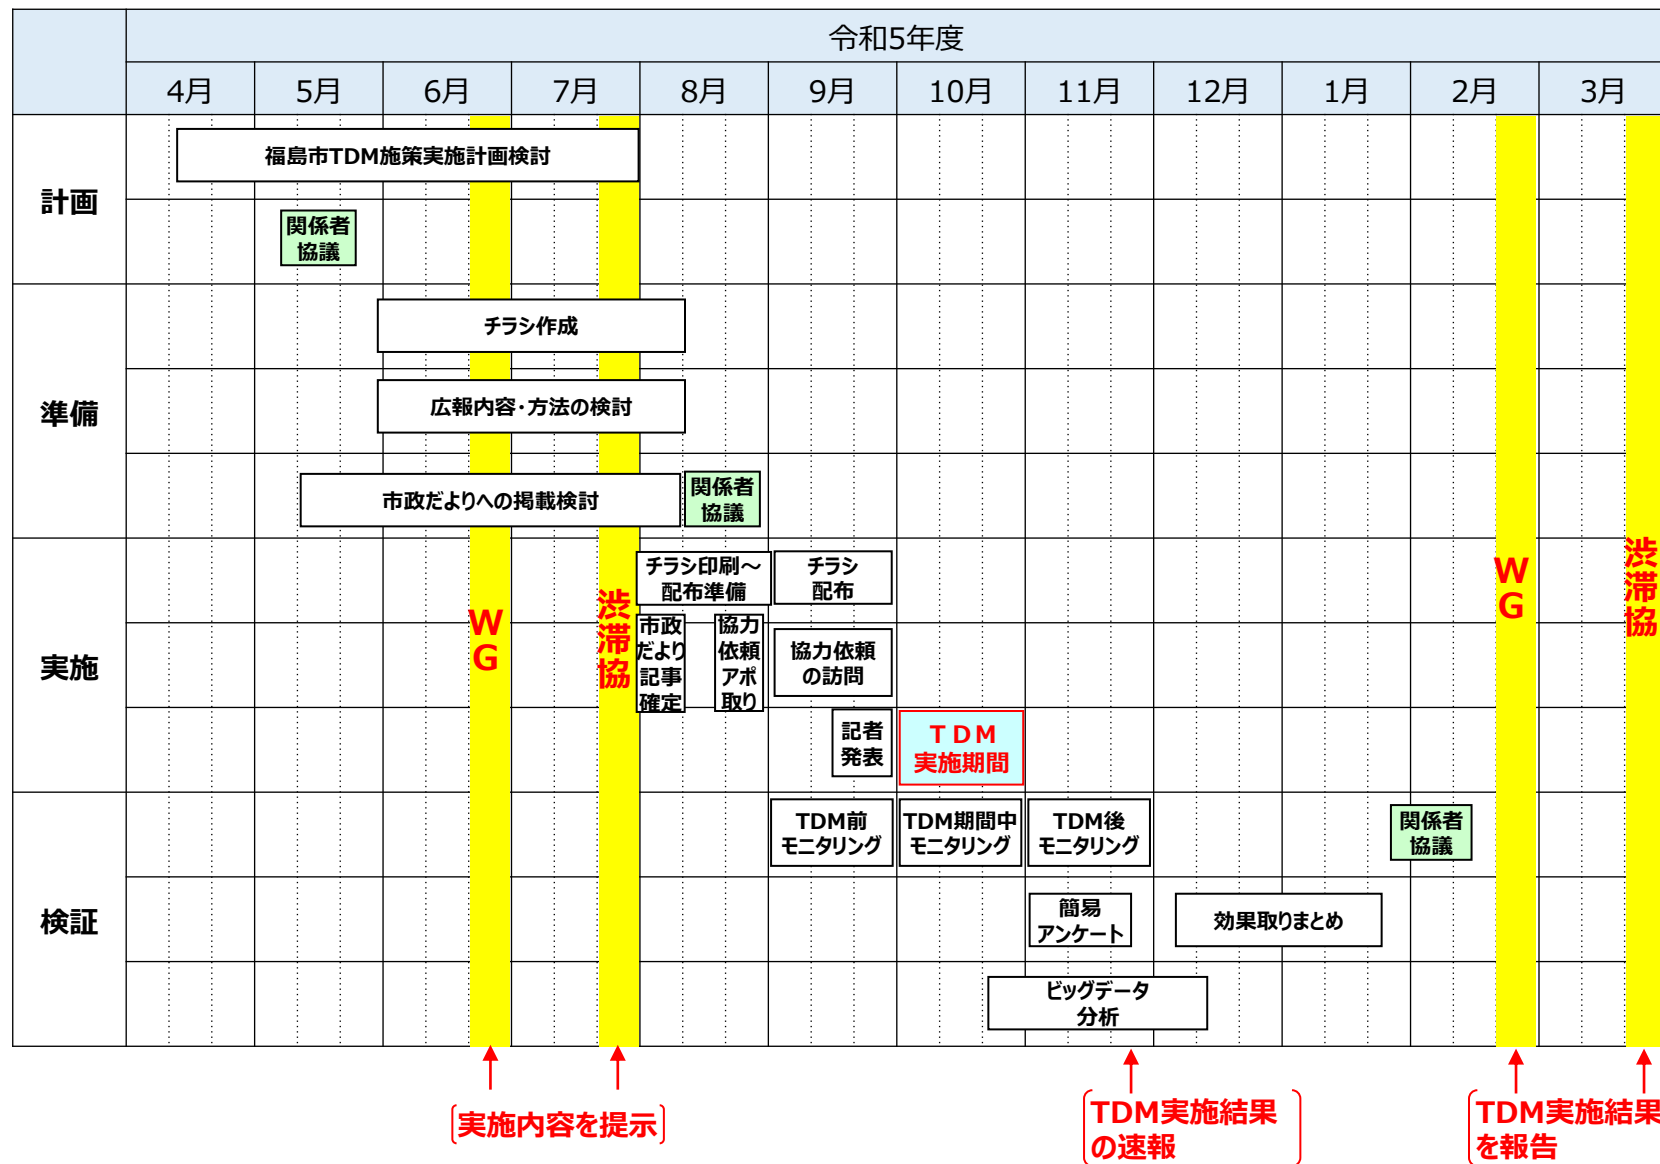 令和5年度
4月
5月
6月
7月
8月
9月
10月
11月
12月
1月
2月
3月
計画
福島市TDM施策実施計画検討
関係者
協議
準備
チラシ作成
広報内容・方法の検討
市政だよりへの掲載検討
関係者
協議
実施
チラシ印刷～
配布準備
チラシ
配布
市政
だより
記事
確定
協力
依頼
アポ
取り
協力依頼
の訪問
記者
発表
TDM
実施期間
WG
渋滞協
WG
渋滞協
検証
TDM前
モニタリング
TDM期間中
モニタリング
TDM後
モニタリング
関係者
協議
簡易
アンケート
効果取りまとめ
ビッグデータ
分析
実施内容を提示
TDM実施結果
の速報
TDM実施結果
を報告